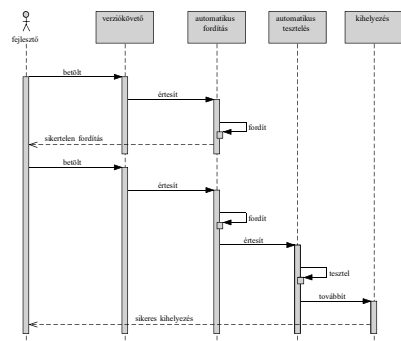 fejlesztő
verziókövető
automatikus
fordítás
automatikus
tesztelés
kihelyezés
betölt
értesít
fordít
sikertelen fordítás
betölt
értesít
fordít
értesít
tesztel
továbbít
sikeres kihelyezés